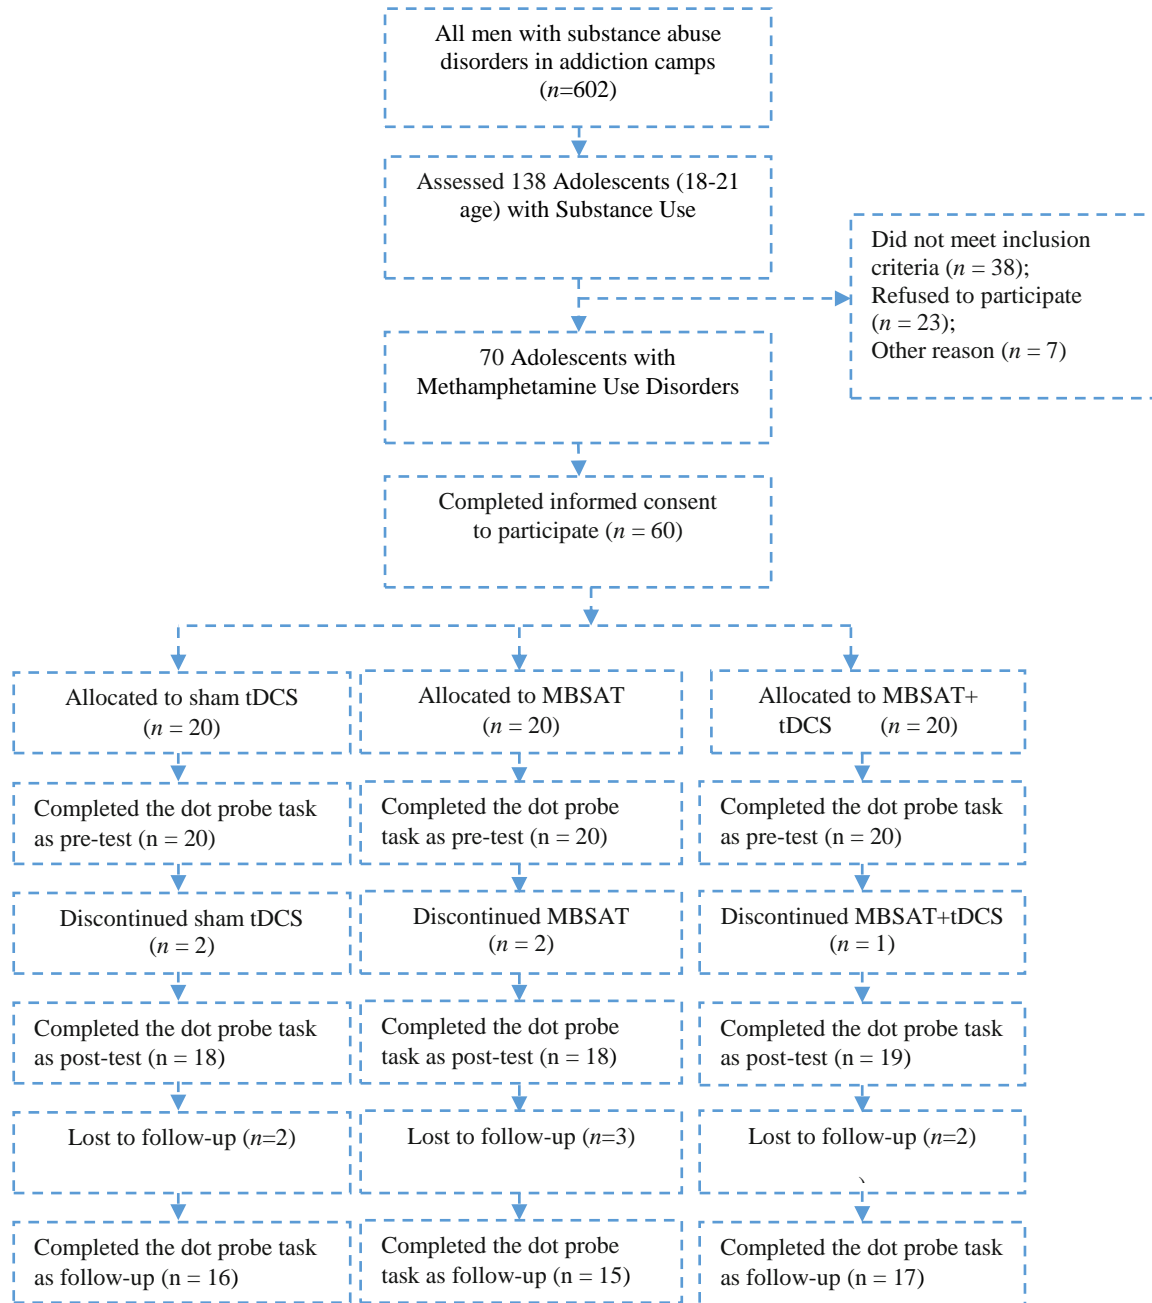 All men with substance abuse
disorders in addiction camps
(n=602)
Assessed 138 Adolescents (18-21
age) with Substance Use
Did not meet inclusion
criteria (n = 38);
Refused to participate
(n = 23);
Other reason (n = 7)
70 Adolescents with
Methamphetamine Use Disorders
Completed informed consent
to participate (n = 60)
Allocated to sham tDCS
(n = 20)
Allocated to MBSAT
(n = 20)
Allocated to MBSAT+
tDCS (n = 20)
Completed the dot probe task
as pre-test (n = 20)
Completed the dot probe
task as pre-test (n = 20)
Completed the dot probe task
as pre-test (n = 20)
Discontinued sham tDCS
(n = 2)
Discontinued MBSAT
(n = 2)
Discontinued MBSAT+tDCS
(n = 1)
Completed the dot probe task
as post-test (n = 18)
Completed the dot probe
task as post-test (n = 18)
Completed the dot probe task
as post-test (n = 19)
Lost to follow-up (n=2)
Lost to follow-up (n=3)
Lost to follow-up (n=2)
、
Completed the dot probe task
as follow-up (n = 16)
Completed the dot probe
task as follow-up (n = 15)
Completed the dot probe task
as follow-up (n = 17)